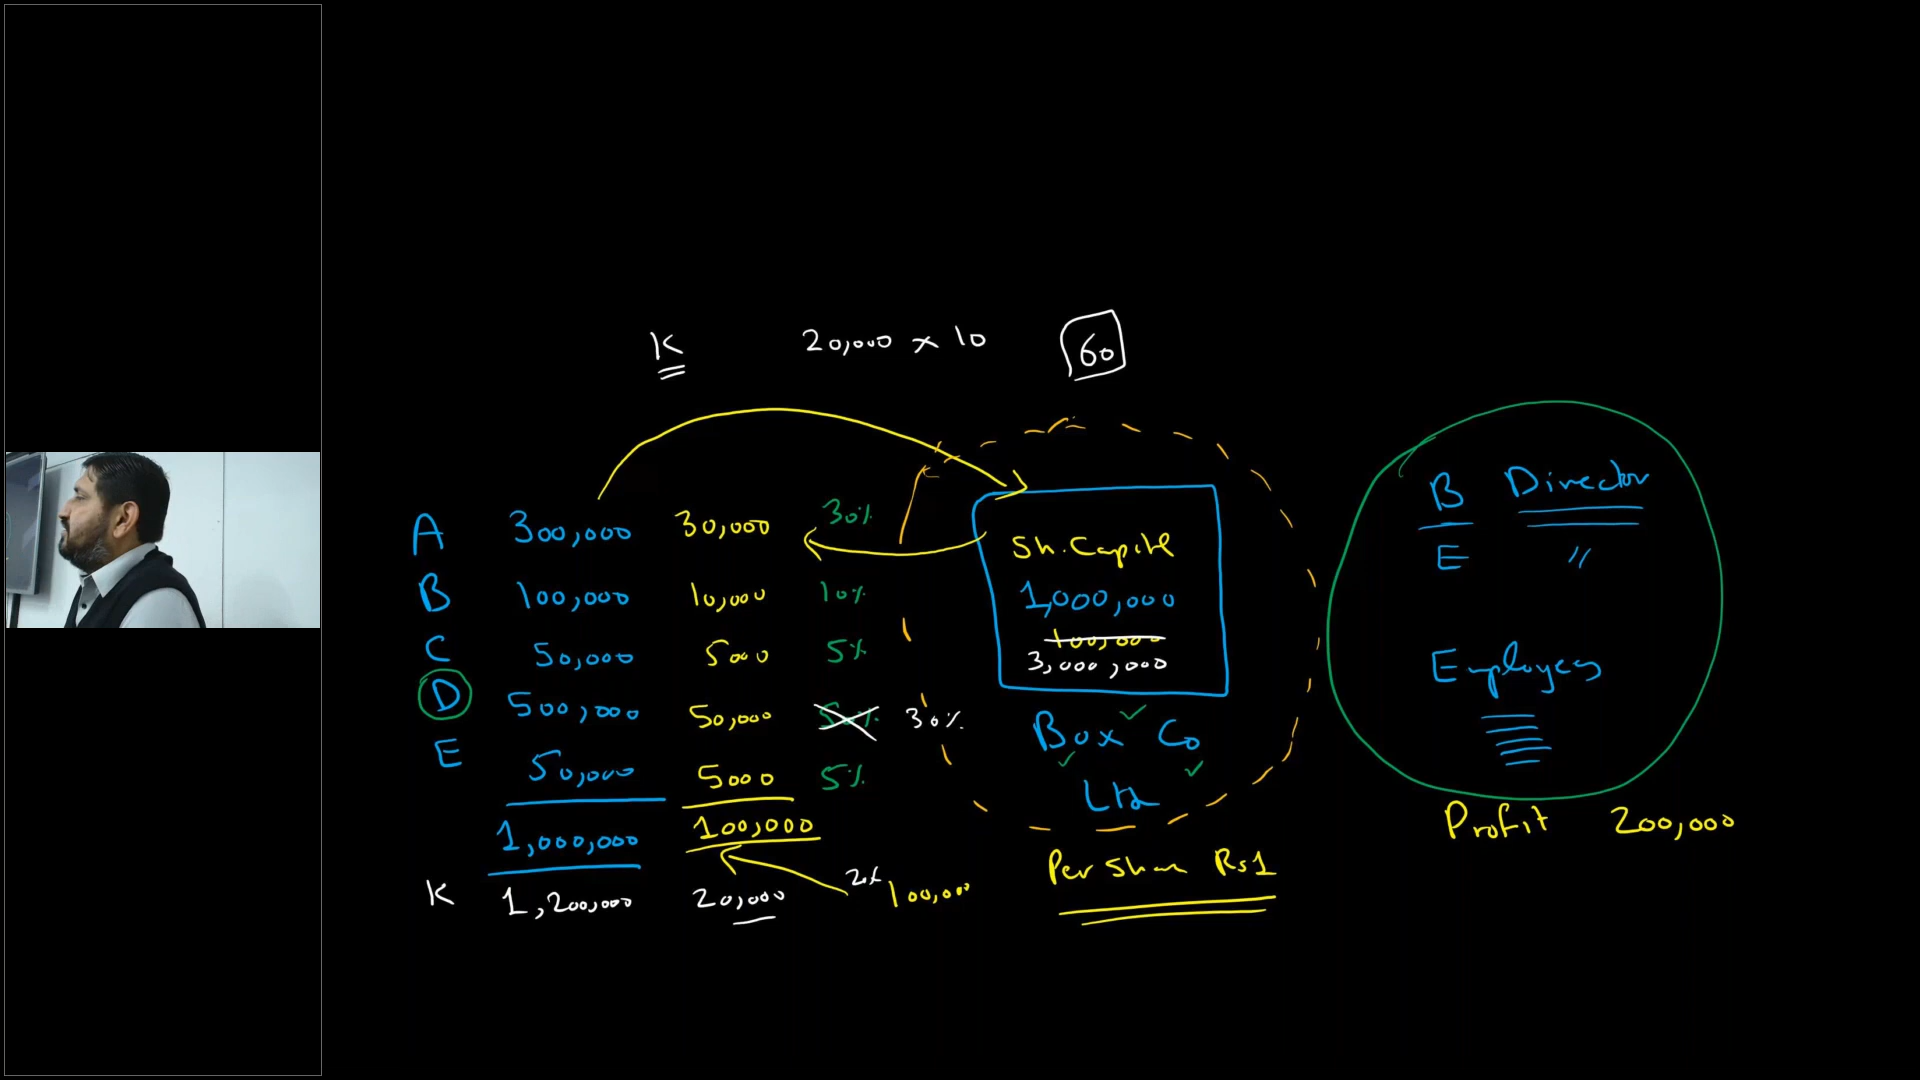 K 20,000 x 10 60
A 300,000 30,000 30%
B 100,000 10,000 10%
C 50,000 5000 5%
D 500,000 50,000 50% 30%
E 50,000 5000 5%
1,000,000 100,000
K 1,200,000 20,000 20% 100,000
Sh. Capital
1,000,000
100,000
3,000,000
Box Co
Ltd
Per Share Rs1
B Director
E "
Employees
Profit 200,000